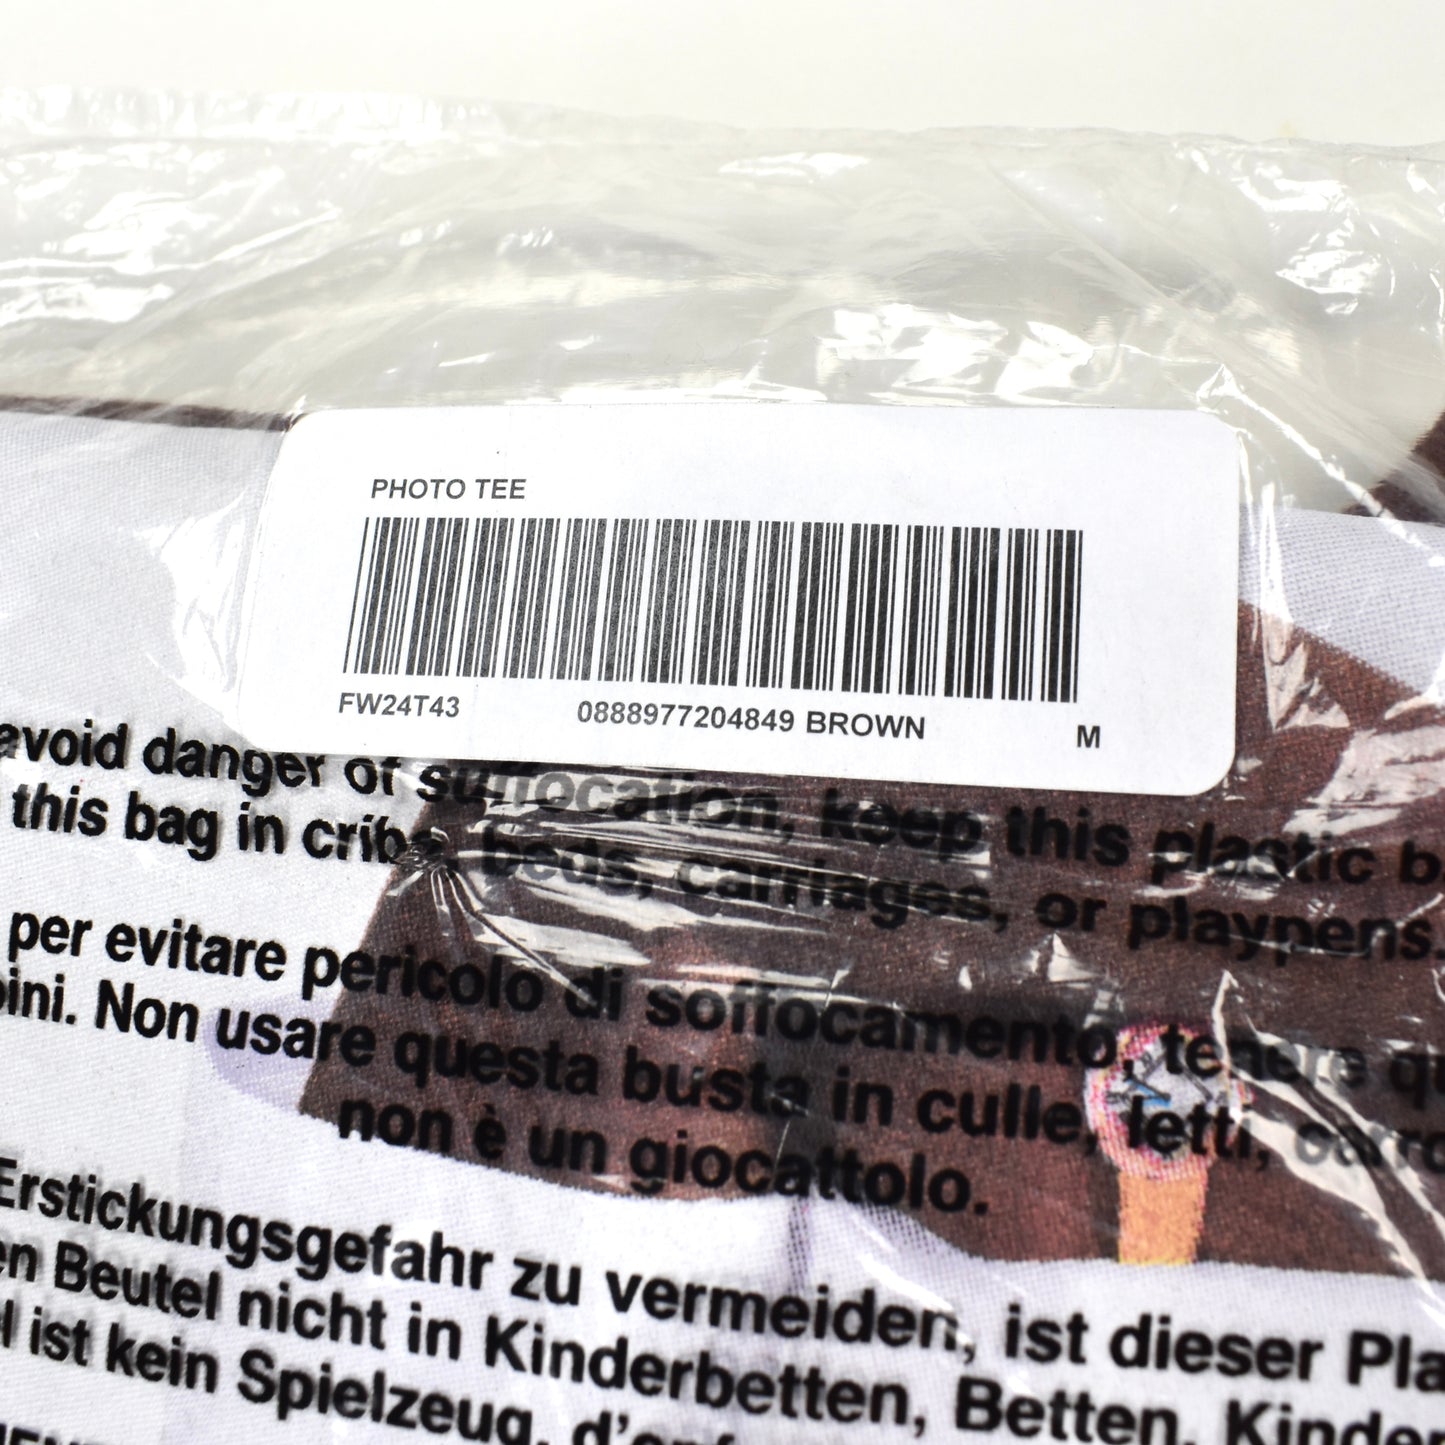 PHOTO TEE
FW24T43 0888977204849 BROWN M
avoid danger of suffocation, keep this plastic b
this bag in cribs, beds, carriages, or playpens.
per evitare pericolo di soffocamento, tenere qu
bini. Non usare questa busta in culle, letti, carro
non è un giocattolo.
Erstickungsgefahr zu vermeiden, ist dieser Pla
en Beutel nicht in Kinderbetten, Betten, Kinder
l ist kein Spielzeug.